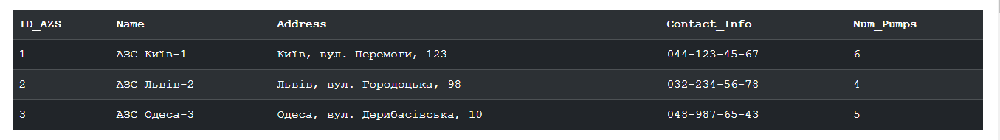 ID_AZS Name Address Contact_Info Num_Pumps
1 АЗС Київ-1 Київ, вул. Перемоги, 123 044-123-45-67 6
2 АЗС Львів-2 Львів, вул. Городоцька, 98 032-234-56-78 4
3 АЗС Одеса-3 Одеса, вул. Дерибасівська, 10 048-987-65-43 5